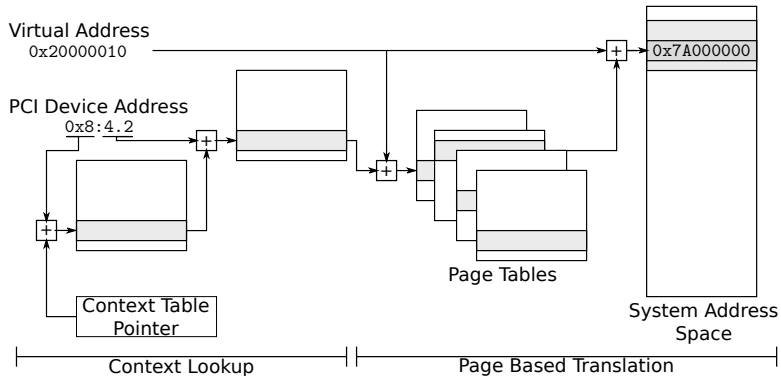 Virtual Address
0x20000010
0x7A000000
PCI Device Address
0x8:4.2
+
+
+
+
Page Tables
Context Table
Pointer
System Address
Space
Context Lookup
Page Based Translation